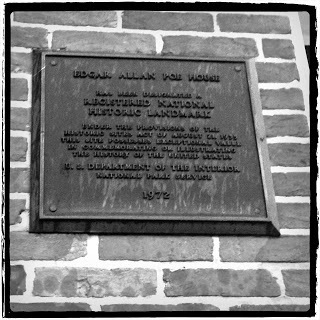 EDGAR ALLAN POE HOUSE
HAS BEEN DESIGNATED A
REGISTERED NATIONAL
HISTORIC LANDMARK
UNDER THE PROVISIONS OF THE
HISTORIC SITES ACT OF AUGUST 21, 1935
THIS SITE POSSESSES EXCEPTIONAL VALUE
IN COMMEMORATING OR ILLUSTRATING
THE HISTORY OF THE UNITED STATES
U. S. DEPARTMENT OF THE INTERIOR
NATIONAL PARK SERVICE
1972